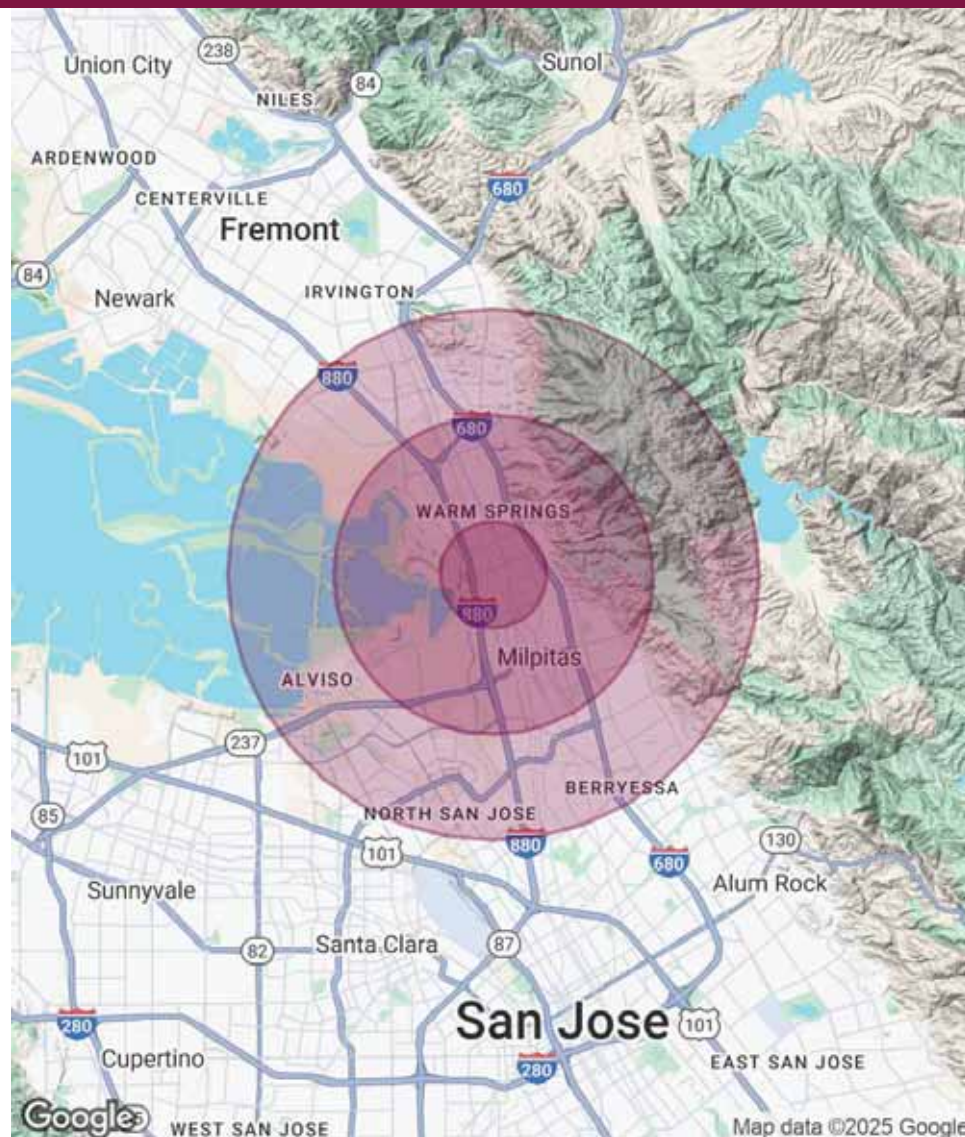 238
Union City
Sunol
84
NILES
ARDENWOOD
CENTERVILLE
680
Fremont
84
IRVINGTON
Newark
880
680
WARM SPRINGS
880
Milpitas
ALVISO
237
101
BERRYESSA
85
NORTH SAN JOSE
101
880
130
680
Alum Rock
Sunnyvale
82
Santa Clara
87
San Jose
101
280
Cupertino
280
EAST SAN JOSE
Google
WEST SAN JOSE
Map data ©2025 Google